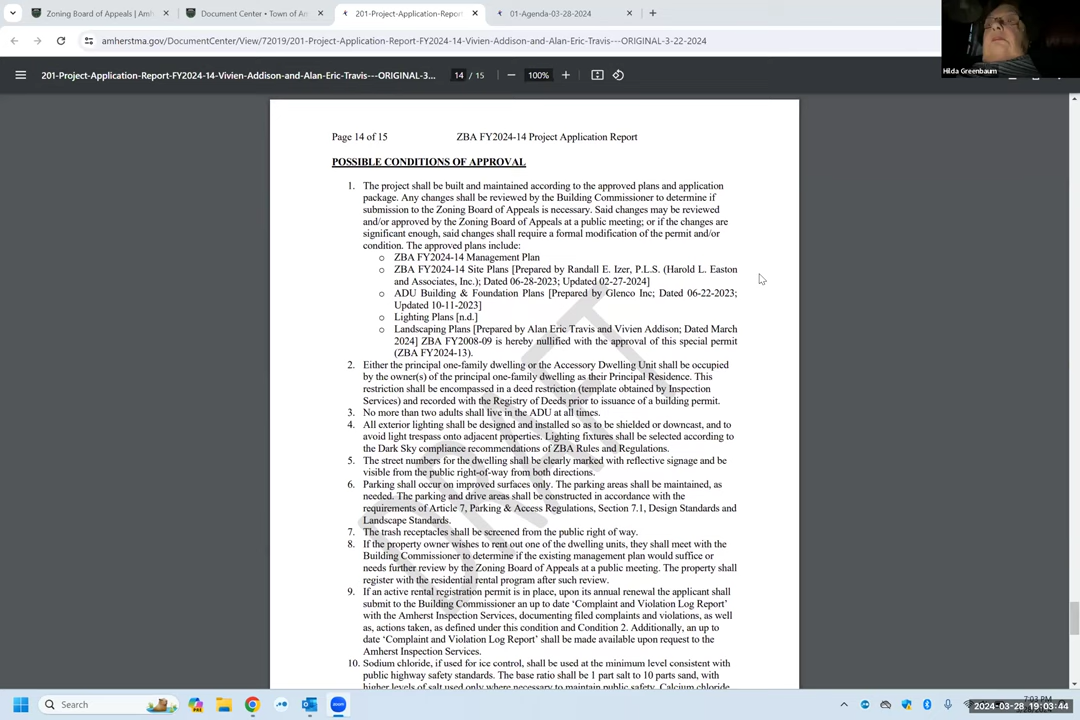 Zoning Board of Appeals | Amh
Document Center • Town of Am
201-Project-Application-Report-
01-Agenda-03-28-2024
amherstma.gov/DocumentCenter/View/72019/201-Project-Application-Report-FY2024-14-Vivien-Addison-and-Alan-Eric-Travis---ORIGINAL-3-22-2024
Hilda Greenbaum
201-Project-Application-Report-FY2024-14-Vivien-Addison-and-Alan-Eric-Travis---ORIGINAL-3...
14 / 15
100%
Page 14 of 15 ZBA FY2024-14 Project Application Report
POSSIBLE CONDITIONS OF APPROVAL
1. The project shall be built and maintained according to the approved plans and application
package. Any changes shall be reviewed by the Building Commissioner to determine if
submission to the Zoning Board of Appeals is necessary. Said changes may be reviewed
and/or approved by the Zoning Board of Appeals at a public meeting; or if the changes are
significant enough, said changes shall require a formal modification of the permit and/or
condition. The approved plans include:
o ZBA FY2024-14 Management Plan
o ZBA FY2024-14 Site Plans [Prepared by Randall E. Izer, P.L.S. (Harold L. Easton
and Associates, Inc.); Dated 06-28-2023; Updated 02-27-2024]
o ADU Building & Foundation Plans [Prepared by Glenco Inc; Dated 06-22-2023;
Updated 10-11-2023]
o Lighting Plans [n.d.]
o Landscaping Plans [Prepared by Alan Eric Travis and Vivien Addison; Dated March
2024] ZBA FY2008-09 is hereby nullified with the approval of this special permit
(ZBA FY2024-13).
2. Either the principal one-family dwelling or the Accessory Dwelling Unit shall be occupied
by the owner(s) of the principal one-family dwelling as their Principal Residence. This
restriction shall be encompassed in a deed restriction (template obtained by Inspection
Services) and recorded with the Registry of Deeds prior to issuance of a building permit.
3. No more than two adults shall live in the ADU at all times.
4. All exterior lighting shall be designed and installed so as to be shielded or downcast, and to
avoid light trespass onto adjacent properties. Lighting fixtures shall be selected according to
the Dark Sky compliance recommendations of ZBA Rules and Regulations.
5. The street numbers for the dwelling shall be clearly marked with reflective signage and be
visible from the public right-of-way from both directions.
6. Parking shall occur on improved surfaces only. The parking areas shall be maintained, as
needed. The parking and drive areas shall be constructed in accordance with the
requirements of Article 7, Parking & Access Regulations, Section 7.1, Design Standards and
Landscape Standards.
7. The trash receptacles shall be screened from the public right of way.
8. If the property owner wishes to rent out one of the dwelling units, they shall meet with the
Building Commissioner to determine if the existing management plan would suffice or
needs further review by the Zoning Board of Appeals at a public meeting. The property shall
register with the residential rental program after such review.
9. If an active rental registration permit is in place, upon its annual renewal the applicant shall
submit to the Building Commissioner an up to date ‘Complaint and Violation Log Report’
with the Amherst Inspection Services, documenting filed complaints and violations, as well
as, actions taken, as defined under this condition and Condition 2. Additionally, an up to
date ‘Complaint and Violation Log Report’ shall be made available upon request to the
Amherst Inspection Services.
10. Sodium chloride, if used for ice control, shall be used at the minimum level consistent with
public highway safety standards. The base ratio shall be 1 part salt to 10 parts sand, with
higher levels of salt used only where necessary to maintain public safety. Calcium chloride
DRAFT
Search
7:03 PM
2024-03-28 19:03:44